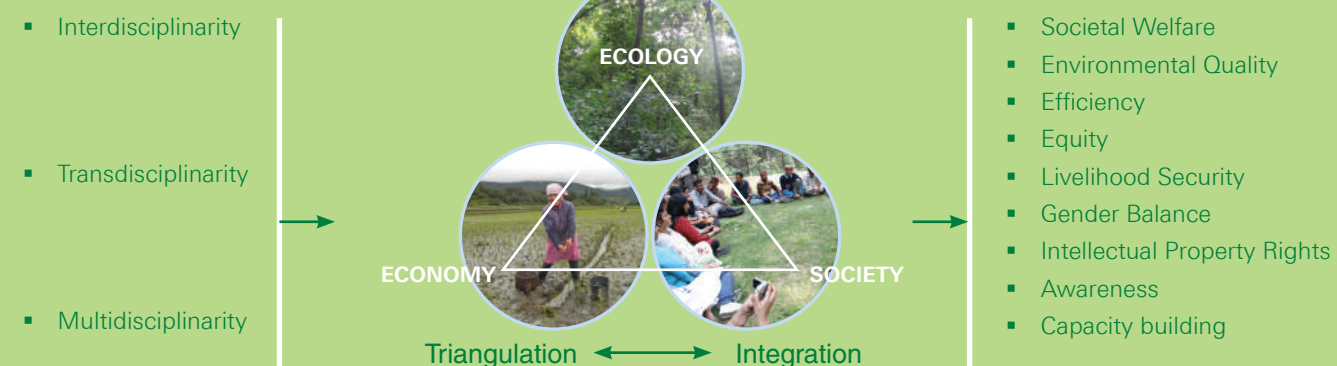 Interdisciplinarity
Transdisciplinarity
Multidisciplinarity
ECOLOGY
ECONOMY
SOCIETY
Triangulation
Integration
Societal Welfare
Environmental Quality
Efficiency
Equity
Livelihood Security
Gender Balance
Intellectual Property Rights
Awareness
Capacity building